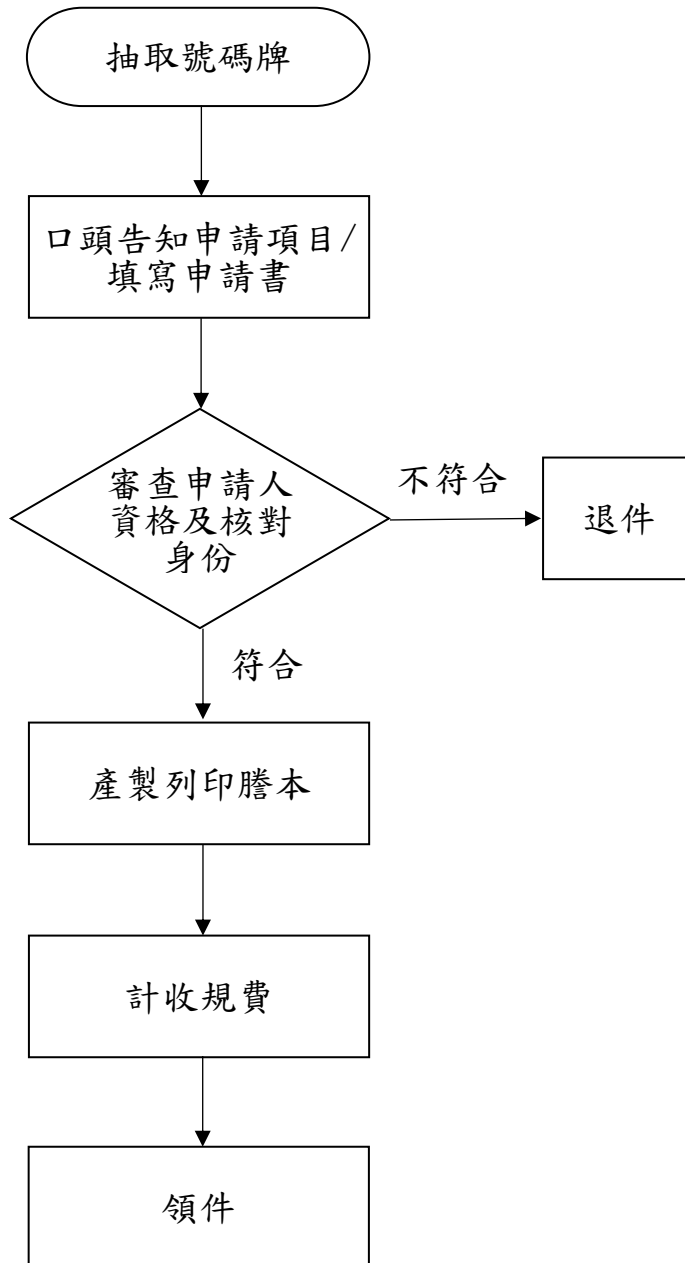 抽取號碼牌
口頭告知申請項目/
填寫申請書
審查申請人
資格及核對
身份
不符合
退件
符合
產製列印謄本
計收規費
領件